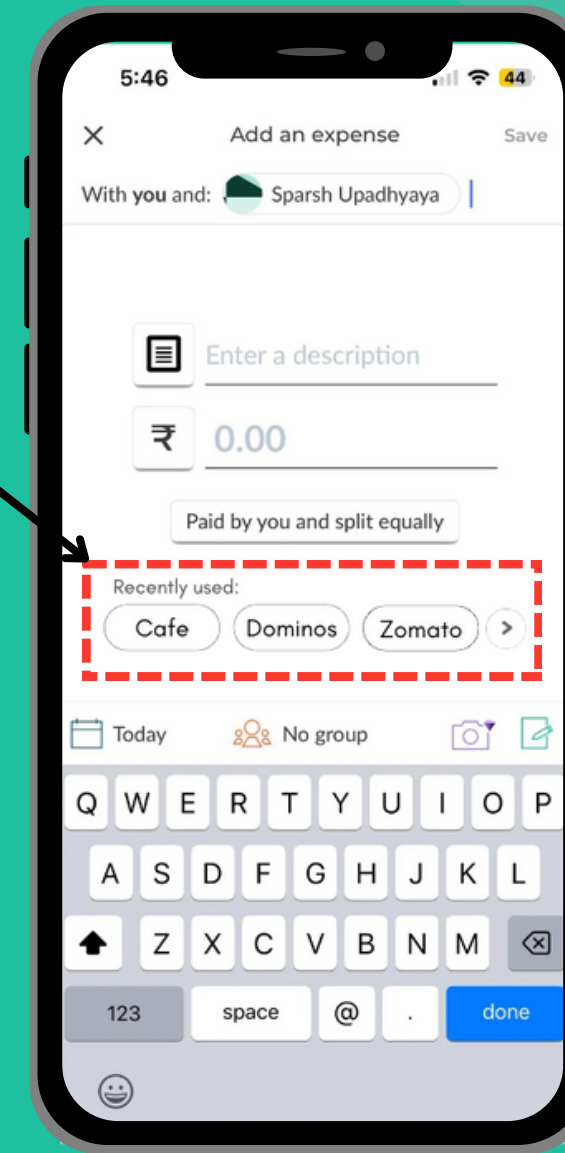 5:46 44
Add an expense Save
With you and: Sparsh Upadhyaya
Enter a description
₹ 0.00
Paid by you and split equally
Recently used:
Cafe Dominos Zomato >
Today No group
Q W E R T Y U I O P
A S D F G H J K L
Z X C V B N M
123 space @ . done